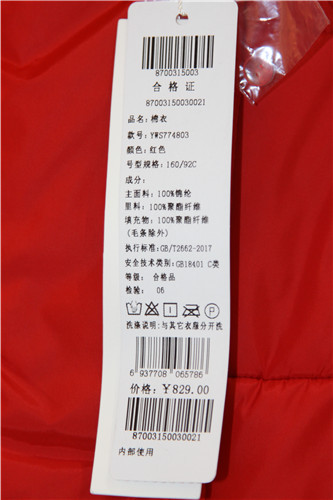 8700315003
合格证
87003150030021
品名:棉衣
款号:YWS774803
颜色:红色
号型规格:160/92C
成分:
主面料:100%锦纶
里料:100%聚酯纤维
填充物:100%聚酯纤维
(毛条除外)
执行标准:GB/T2662-2017
安全技术类别:GB18401 C类
等级: 合格品
检验: 06
洗涤说明:与其它衣服分开洗
6 937708 065786
价格:￥829.00
87003150030021
内部使用